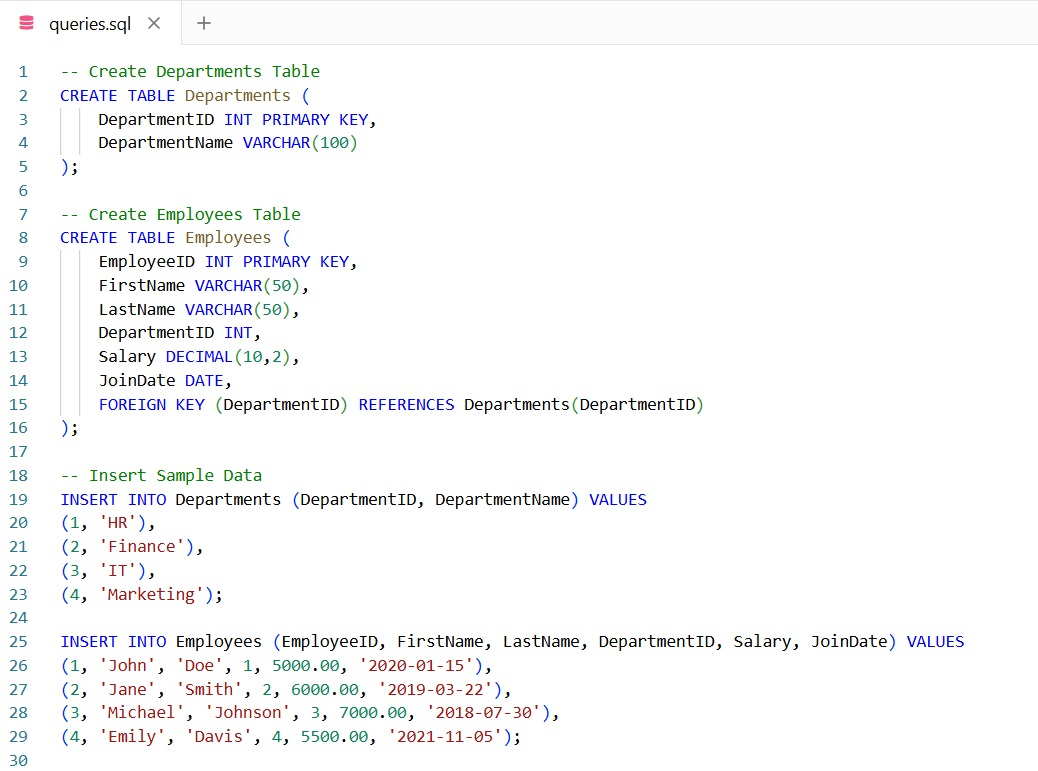 queries.sql
1 -- Create Departments Table
2 CREATE TABLE Departments (
3     DepartmentID INT PRIMARY KEY,
4     DepartmentName VARCHAR(100)
5 );
6
7 -- Create Employees Table
8 CREATE TABLE Employees (
9     EmployeeID INT PRIMARY KEY,
10     FirstName VARCHAR(50),
11     LastName VARCHAR(50),
12     DepartmentID INT,
13     Salary DECIMAL(10,2),
14     JoinDate DATE,
15     FOREIGN KEY (DepartmentID) REFERENCES Departments(DepartmentID)
16 );
17
18 -- Insert Sample Data
19 INSERT INTO Departments (DepartmentID, DepartmentName) VALUES
20 (1, 'HR'),
21 (2, 'Finance'),
22 (3, 'IT'),
23 (4, 'Marketing');
24
25 INSERT INTO Employees (EmployeeID, FirstName, LastName, DepartmentID, Salary, JoinDate) VALUES
26 (1, 'John', 'Doe', 1, 5000.00, '2020-01-15'),
27 (2, 'Jane', 'Smith', 2, 6000.00, '2019-03-22'),
28 (3, 'Michael', 'Johnson', 3, 7000.00, '2018-07-30'),
29 (4, 'Emily', 'Davis', 4, 5500.00, '2021-11-05');
30